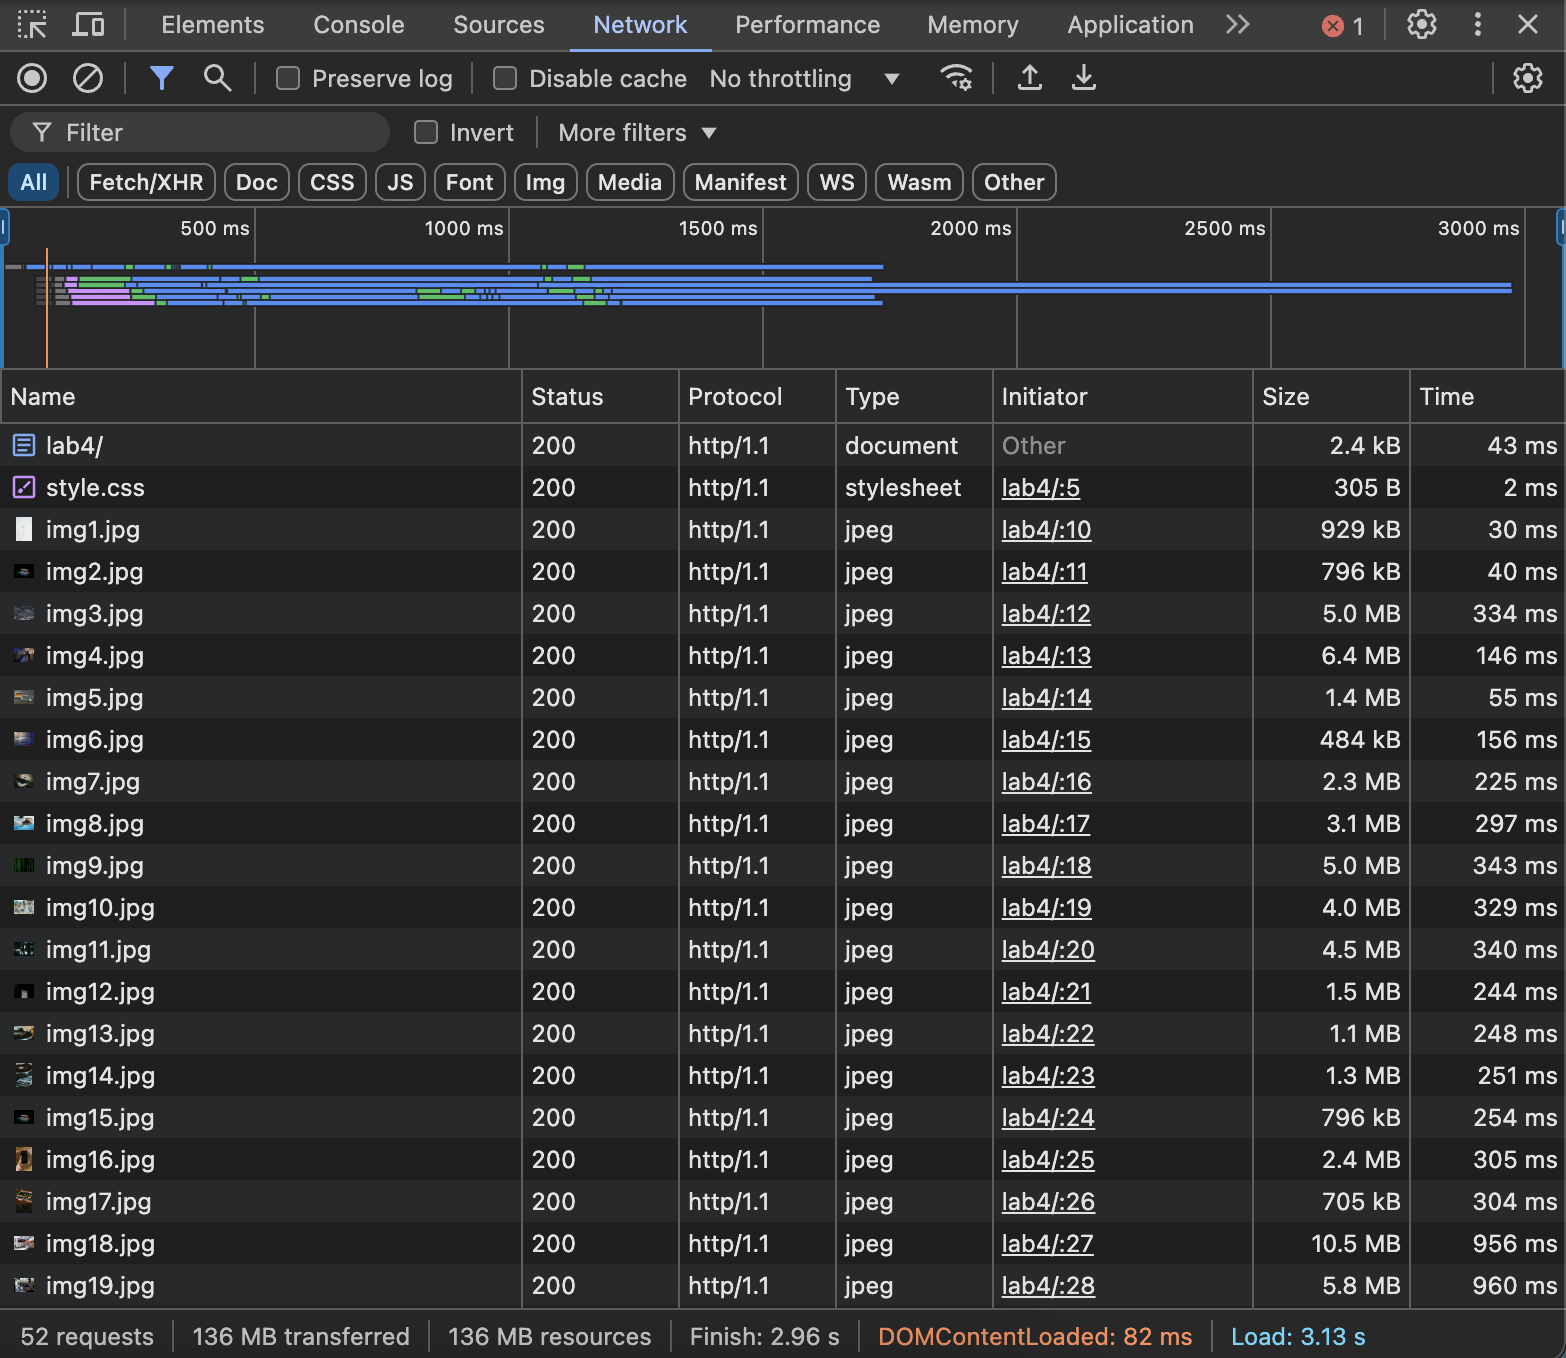 Elements Console Sources Network Performance Memory Application 1
Preserve log Disable cache No throttling
Filter Invert More filters
All Fetch/XHR Doc CSS JS Font Img Media Manifest WS Wasm Other
500 ms 1000 ms 1500 ms 2000 ms 2500 ms 3000 ms
Name Status Protocol Type Initiator Size Time
lab4/ 200 http/1.1 document Other 2.4 kB 43 ms
style.css 200 http/1.1 stylesheet lab4/:5 305 B 2 ms
img1.jpg 200 http/1.1 jpeg lab4/:10 929 kB 30 ms
img2.jpg 200 http/1.1 jpeg lab4/:11 796 kB 40 ms
img3.jpg 200 http/1.1 jpeg lab4/:12 5.0 MB 334 ms
img4.jpg 200 http/1.1 jpeg lab4/:13 6.4 MB 146 ms
img5.jpg 200 http/1.1 jpeg lab4/:14 1.4 MB 55 ms
img6.jpg 200 http/1.1 jpeg lab4/:15 484 kB 156 ms
img7.jpg 200 http/1.1 jpeg lab4/:16 2.3 MB 225 ms
img8.jpg 200 http/1.1 jpeg lab4/:17 3.1 MB 297 ms
img9.jpg 200 http/1.1 jpeg lab4/:18 5.0 MB 343 ms
img10.jpg 200 http/1.1 jpeg lab4/:19 4.0 MB 329 ms
img11.jpg 200 http/1.1 jpeg lab4/:20 4.5 MB 340 ms
img12.jpg 200 http/1.1 jpeg lab4/:21 1.5 MB 244 ms
img13.jpg 200 http/1.1 jpeg lab4/:22 1.1 MB 248 ms
img14.jpg 200 http/1.1 jpeg lab4/:23 1.3 MB 251 ms
img15.jpg 200 http/1.1 jpeg lab4/:24 796 kB 254 ms
img16.jpg 200 http/1.1 jpeg lab4/:25 2.4 MB 305 ms
img17.jpg 200 http/1.1 jpeg lab4/:26 705 kB 304 ms
img18.jpg 200 http/1.1 jpeg lab4/:27 10.5 MB 956 ms
img19.jpg 200 http/1.1 jpeg lab4/:28 5.8 MB 960 ms
52 requests 136 MB transferred 136 MB resources Finish: 2.96 s DOMContentLoaded: 82 ms Load: 3.13 s